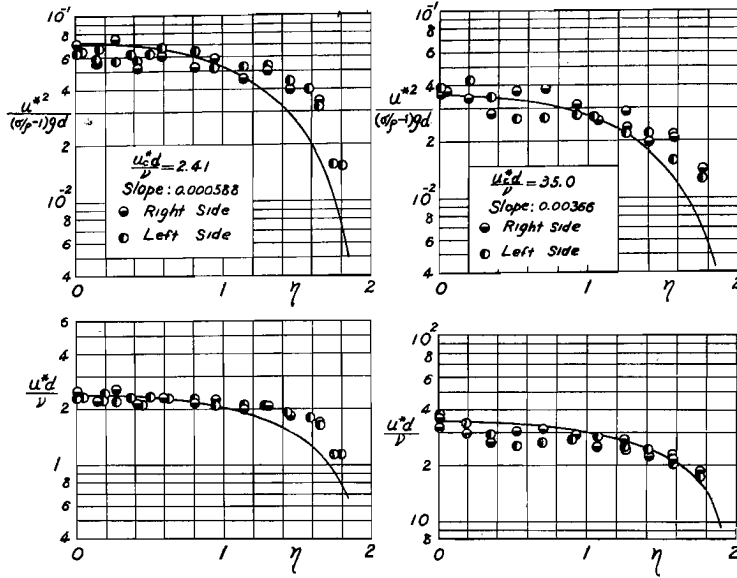 10⁻¹
8
6
4
2
10⁻²
8
6
4
u*²
(σ/ρ-1)gd
u*c d / ν = 2.41
Slope: 0.000588
Right Side
Left Side
0 1 η 2
10⁻¹
8
6
4
2
10⁻²
8
6
4
u*²
(σ/ρ-1)gd
u*c d / ν = 35.0
Slope: 0.00366
Right Side
Left Side
0 1 η 2
6
4
2
1
8
6
4
u*d
ν
0 1 η 2
10²
8
6
4
2
10
8
u*d
ν
0 1 η 2